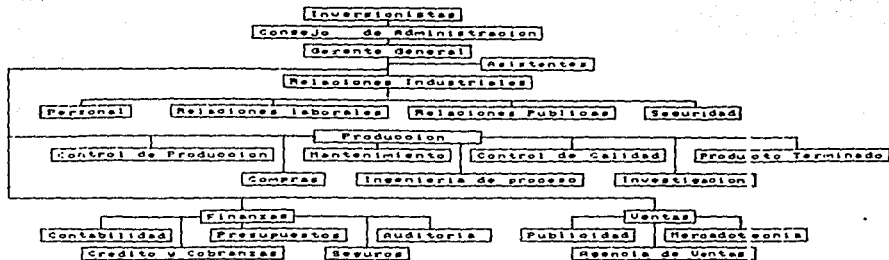 Inversionistas
Consejo de Administracion
Gerente General
Asistentes
Relaciones Industriales
Personal Relaciones laborales Relaciones Publicas Seguridad
Produccion
Control de Produccion Mantenimiento Control de Calidad Producto Terminado
Compras Ingenieria de proceso Investigacion
Finanzas Ventas
Contabilidad Presupuestos Auditoria Publicidad Mercadotecnia
Credito y Cobranzas Seguros Agencia de Ventas